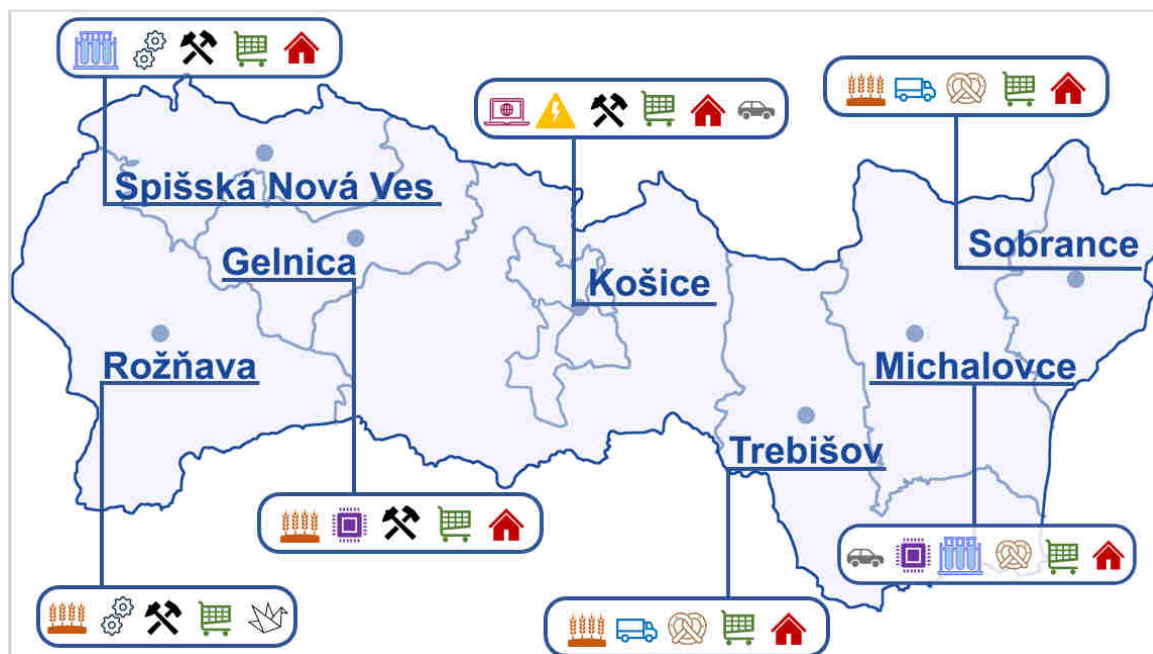 Spišská Nová Ves
Gelnica
Košice
Sobrance
Rožňava
Michalovce
Trebišov